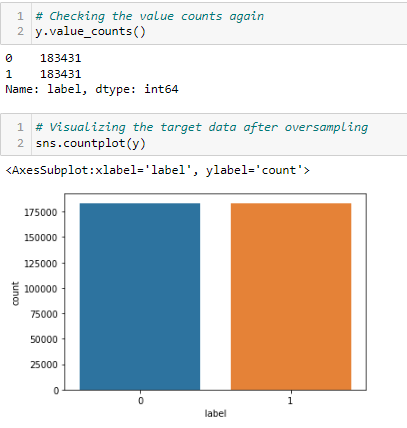 1 # Checking the value counts again
2 y.value_counts()
0 183431
1 183431
Name: label, dtype: int64
1 # Visualizing the target data after oversampling
2 sns.countplot(y)
<AxesSubplot:xlabel='label', ylabel='count'>
175000
150000
125000
100000
75000
50000
25000
0
count
0 1
label